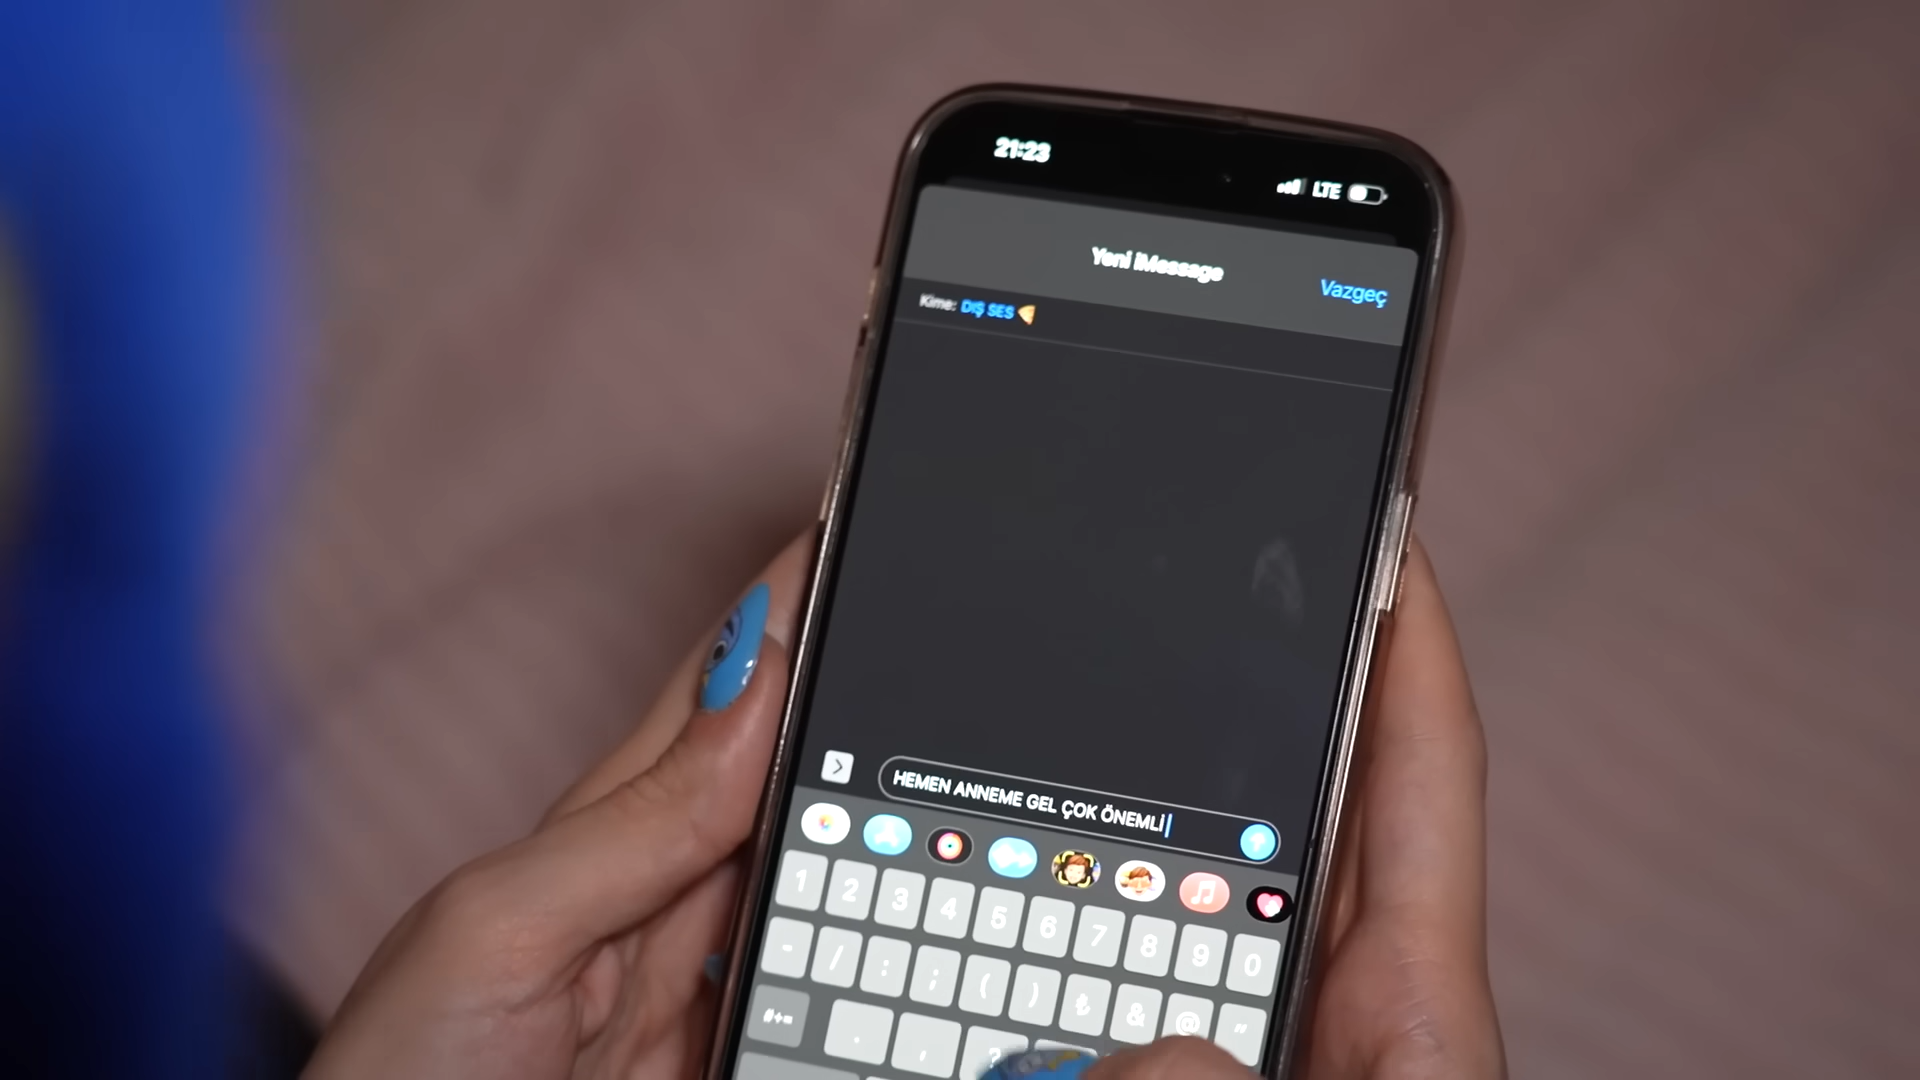 21:23
LTE
Yeni iMessage
Vazgeç
Kime: DIŞ SES
HEMEN ANNEME GEL ÇOK ÖNEMLİ
1 2 3 4 5 6 7 8 9 0
- / : ; ( ) ₺ & @ "
#+= . , ?